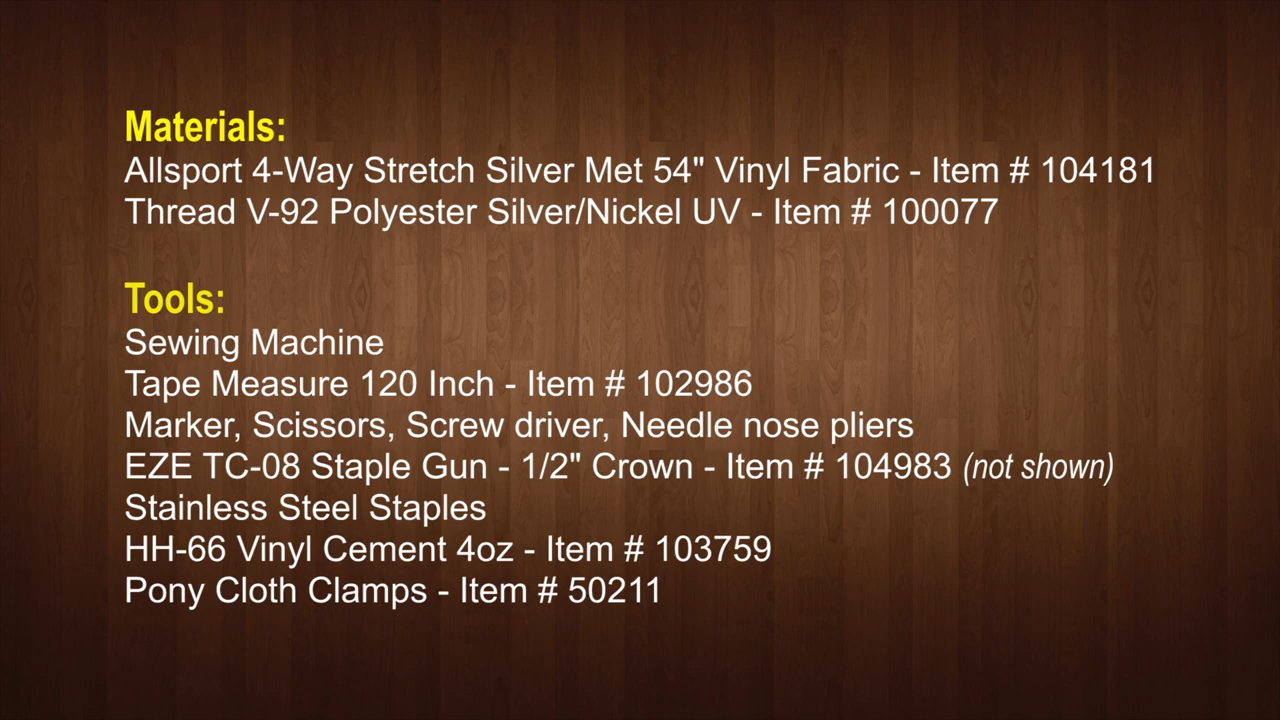 Materials:
Allsport 4-Way Stretch Silver Met 54" Vinyl Fabric - Item # 104181
Thread V-92 Polyester Silver/Nickel UV - Item # 100077
Tools:
Sewing Machine
Tape Measure 120 Inch - Item # 102986
Marker, Scissors, Screw driver, Needle nose pliers
EZE TC-08 Staple Gun - 1/2" Crown - Item # 104983 (not shown)
Stainless Steel Staples
HH-66 Vinyl Cement 4oz - Item # 103759
Pony Cloth Clamps - Item # 50211